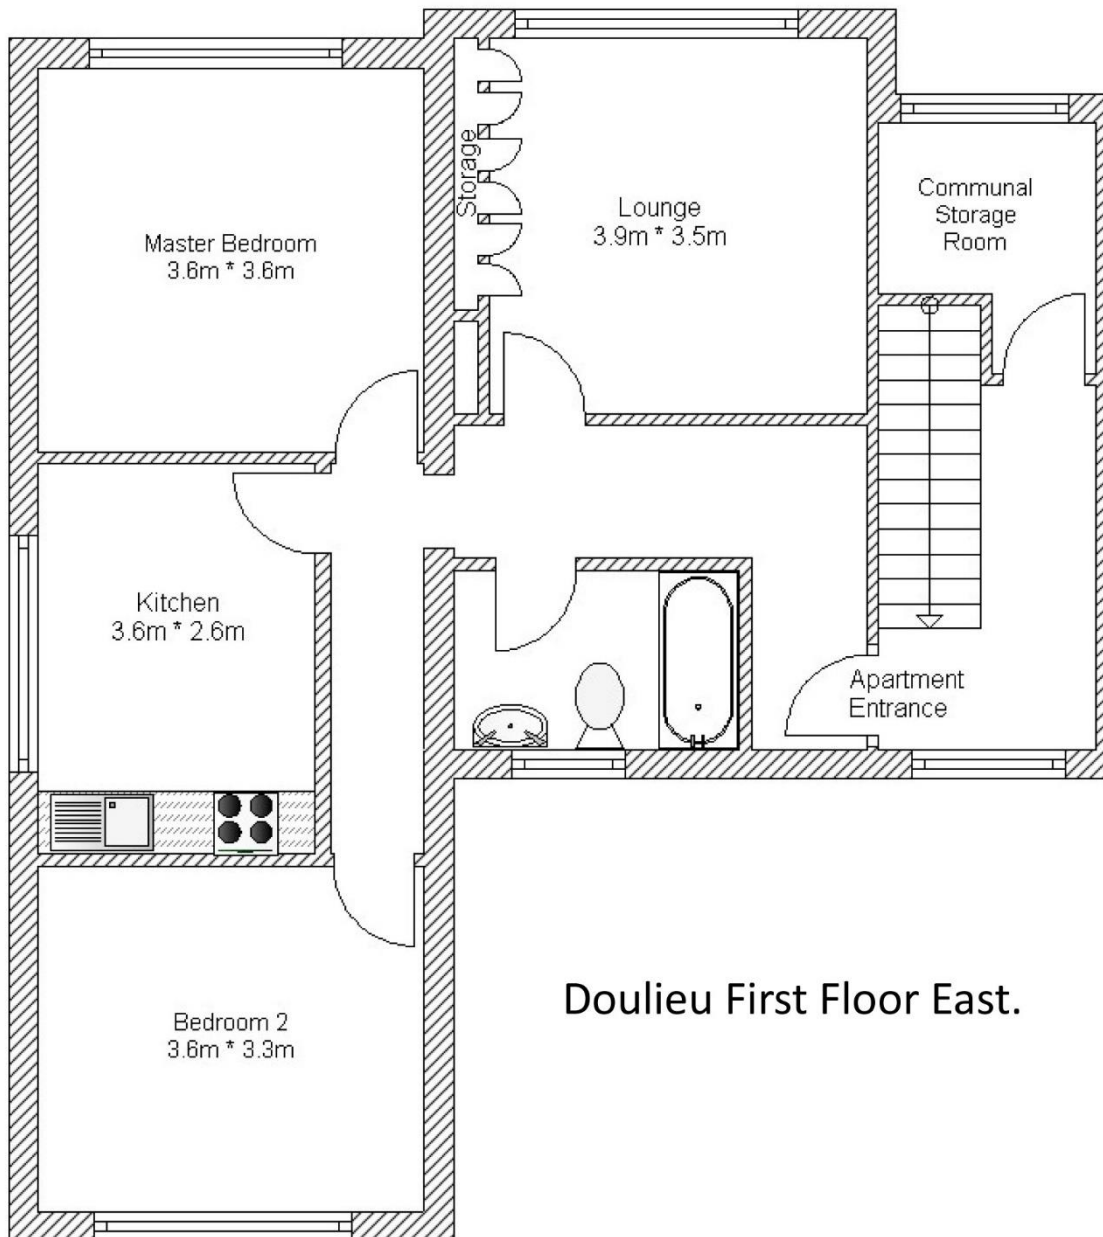 Storage
Lounge
3.9m * 3.5m
Communal
Storage
Room
Master Bedroom
3.6m * 3.6m
Kitchen
3.6m * 2.6m
Apartment
Entrance
Bedroom 2
3.6m * 3.3m
Doulieu First Floor East.